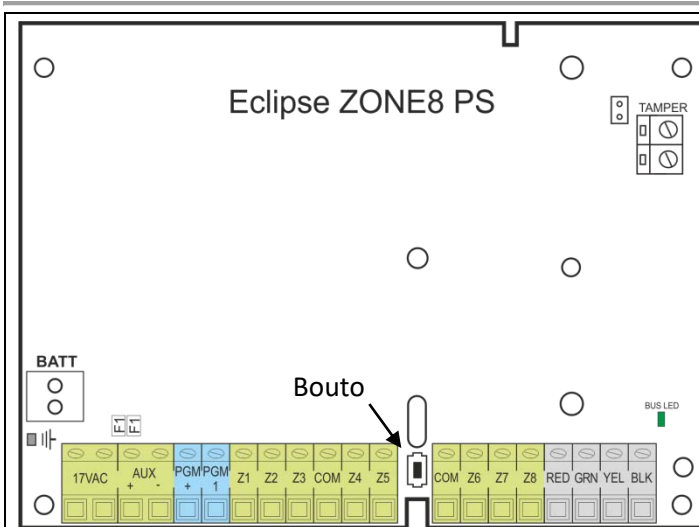 Eclipse ZONE8 PS
TAMPER
BATT
Bouto
BUS LED
F1 F1
17VAC AUX + - PGM + PGM 1 Z1 Z2 Z3 COM Z4 Z5 COM Z6 Z7 Z8 RED GRN YEL BLK